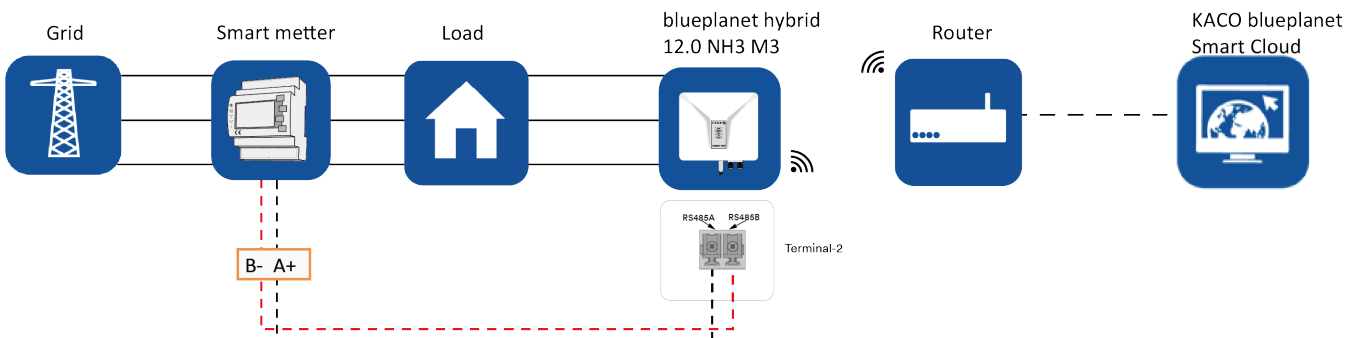 Grid
Smart metter
Load
blueplanet hybrid
12.0 NH3 M3
Router
KACO blueplanet
Smart Cloud
RS485A
RS485B
Terminal-2
B- A+